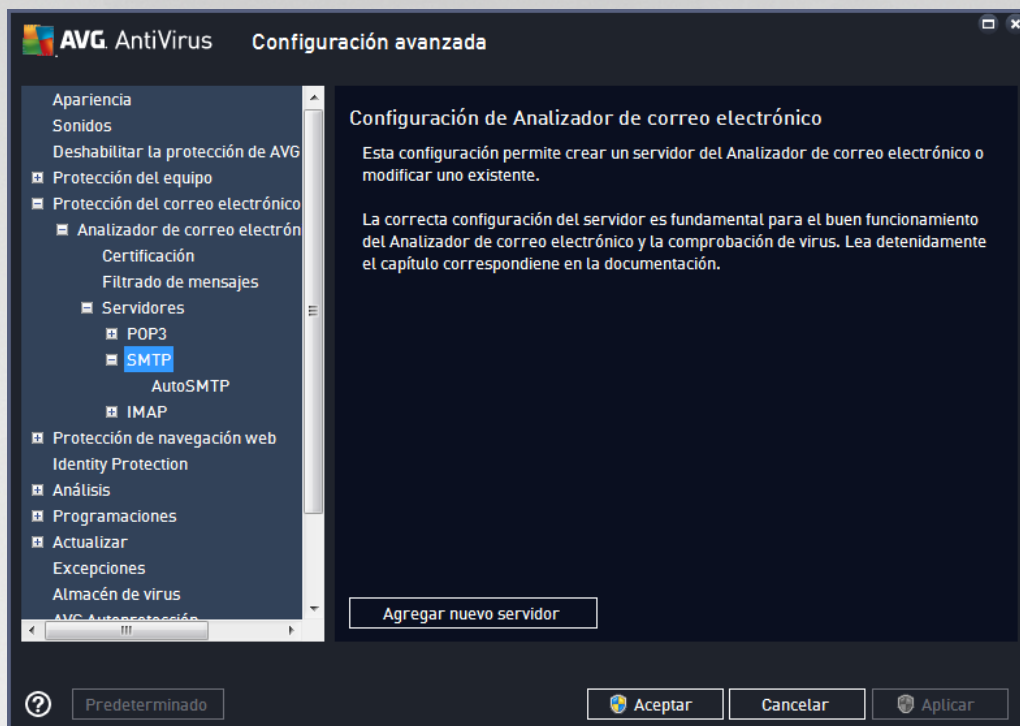 AVG. AntiVirus Configuración avanzada
Apariencia
Sonidos
Deshabilitar la protección de AVG
Protección del equipo
Protección del correo electrónico
Analizador de correo electrón
Certificación
Filtrado de mensajes
Servidores
POP3
SMTP
AutoSMTP
IMAP
Protección de navegación web
Identity Protection
Análisis
Programaciones
Actualizar
Excepciones
Almacén de virus
AVG Autoprotección
Configuración de Analizador de correo electrónico
Esta configuración permite crear un servidor del Analizador de correo electrónico o
modificar uno existente.
La correcta configuración del servidor es fundamental para el buen funcionamiento
del Analizador de correo electrónico y la comprobación de virus. Lea detenidamente
el capítulo correspondiene en la documentación.
Agregar nuevo servidor
Predeterminado
Aceptar
Cancelar
Aplicar